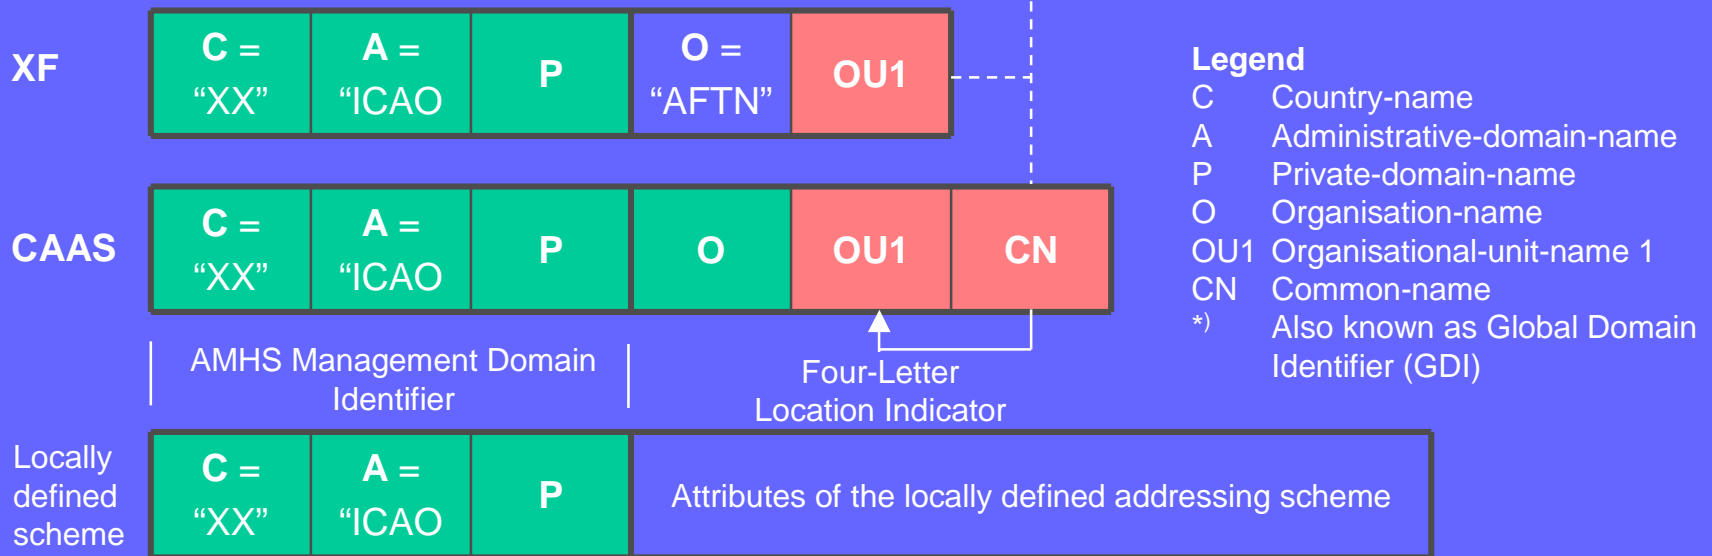 XF
C =
“XX”
A =
“ICAO
P
O =
“AFTN”
OU1
CAAS
C =
“XX”
A =
“ICAO
P
O
OU1
CN
AMHS Management Domain
Identifier
Four-Letter
Location Indicator
Locally
defined
scheme
C =
“XX”
A =
“ICAO
P
Attributes of the locally defined addressing scheme
Legend
C Country-name
A Administrative-domain-name
P Private-domain-name
O Organisation-name
OU1 Organisational-unit-name 1
CN Common-name
*) Also known as Global Domain
Identifier (GDI)